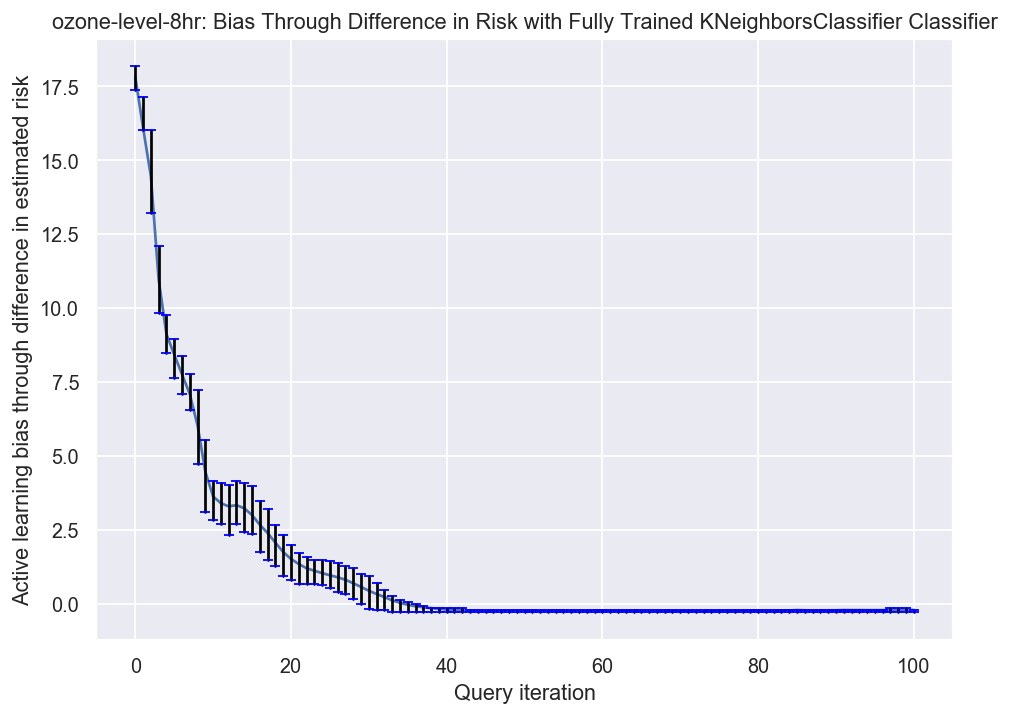 ozone-level-8hr: Bias Through Difference in Risk with Fully Trained KNeighborsClassifier Classifier
Active learning bias through difference in estimated risk
17.5
15.0
12.5
10.0
7.5
5.0
2.5
0.0
0 20 40 60 80 100
Query iteration